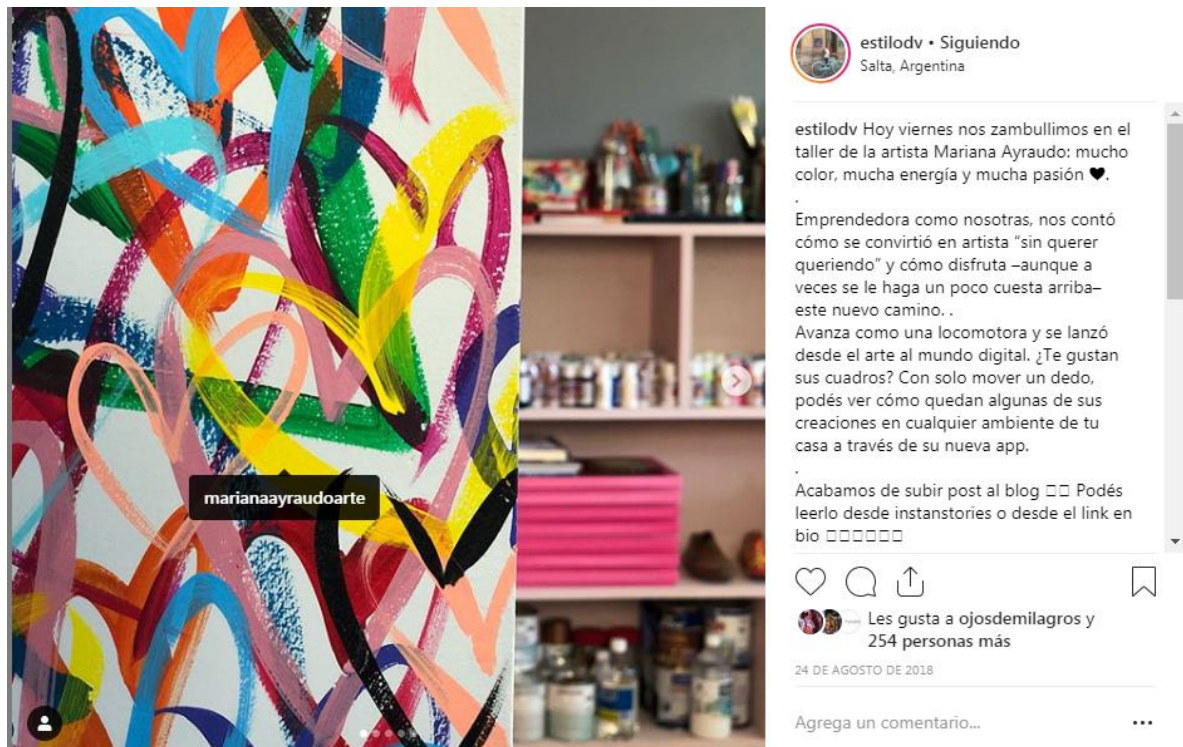 estilodv • Siguiendo
Salta, Argentina
estilodv Hoy viernes nos zambullimos en el
taller de la artista Mariana Ayraudo: mucho
color, mucha energía y mucha pasión 🖤.
.
Emprendedora como nosotras, nos contó
cómo se convirtió en artista “sin querer
queriendo” y cómo disfruta –aunque a
veces se le haga un poco cuesta arriba–
este nuevo camino. .
Avanza como una locomotora y se lanzó
desde el arte al mundo digital. ¿Te gustan
sus cuadros? Con solo mover un dedo,
podés ver cómo quedan algunas de sus
creaciones en cualquier ambiente de tu
casa a través de su nueva app.
.
Acabamos de subir post al blog □□ Podés
leerlo desde instanstories o desde el link en
bio □□□□□□
marianaayraudoarte
Les gusta a ojosdemilagros y
254 personas más
24 DE AGOSTO DE 2018
Agrega un comentario...